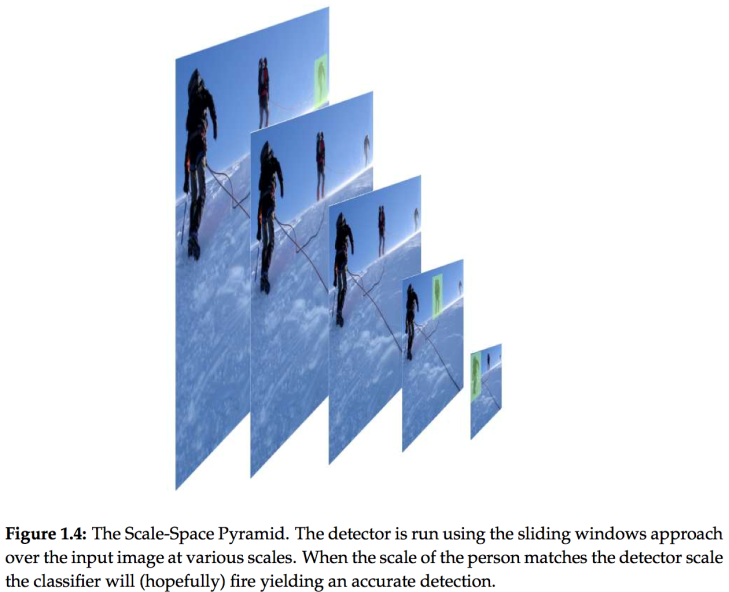 Figure 1.4: The Scale-Space Pyramid. The detector is run using the sliding windows approach
over the input image at various scales. When the scale of the person matches the detector scale
the classifier will (hopefully) fire yielding an accurate detection.